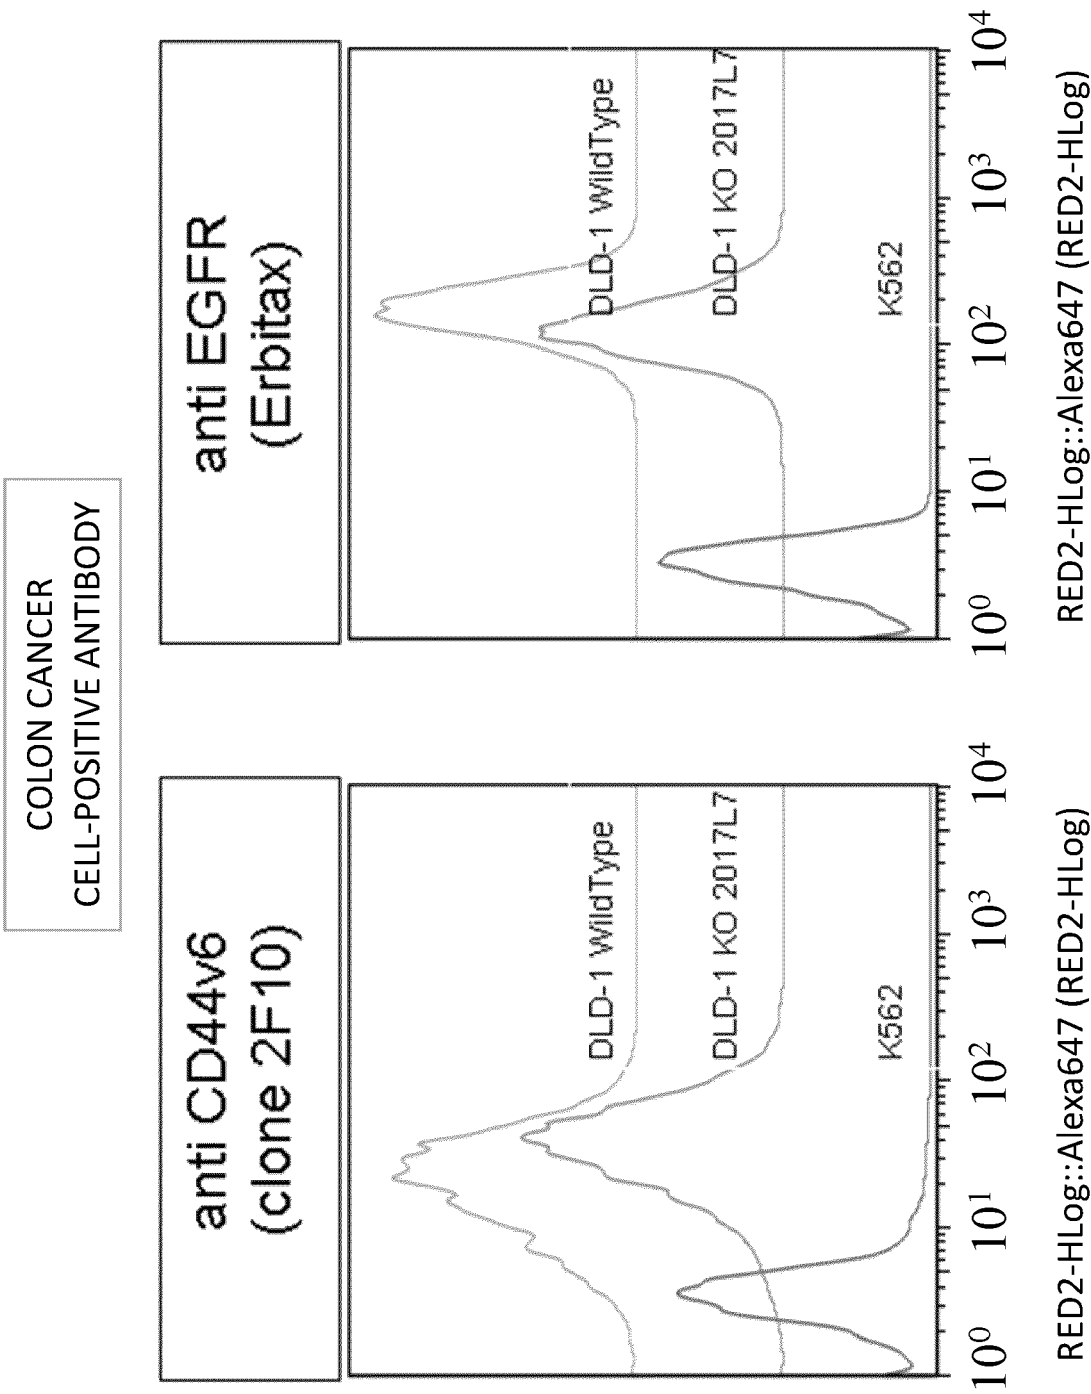 COLON CANCER
CELL-POSITIVE ANTIBODY
anti CD44v6
(clone 2F10)
DLD-1 WildType
DLD-1 KO 2017L7
K562
10⁰ 10¹ 10² 10³ 10⁴
RED2-HLog::Alexa647 (RED2-HLog)
anti EGFR
(Erbitax)
DLD-1 WildType
DLD-1 KO 2017L7
K562
10⁰ 10¹ 10² 10³ 10⁴
RED2-HLog::Alexa647 (RED2-HLog)